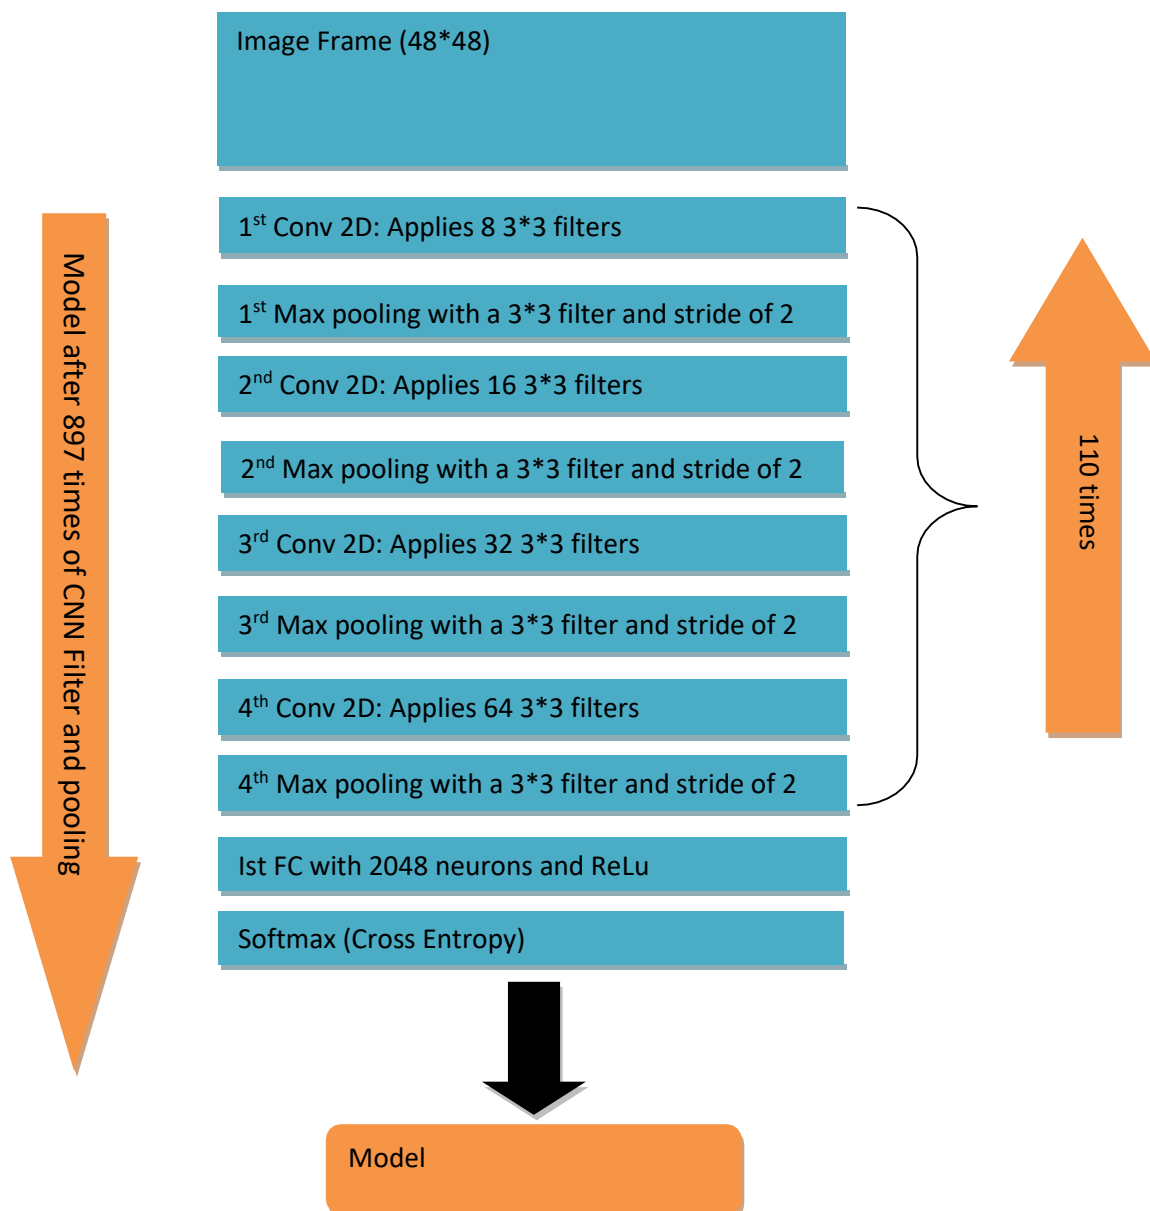 Image Frame (48*48)
1st Conv 2D: Applies 8 3*3 filters
1st Max pooling with a 3*3 filter and stride of 2
2nd Conv 2D: Applies 16 3*3 filters
2nd Max pooling with a 3*3 filter and stride of 2
3rd Conv 2D: Applies 32 3*3 filters
3rd Max pooling with a 3*3 filter and stride of 2
4th Conv 2D: Applies 64 3*3 filters
4th Max pooling with a 3*3 filter and stride of 2
Ist FC with 2048 neurons and ReLu
Softmax (Cross Entropy)
Model
Model after 897 times of CNN Filter and pooling
110 times